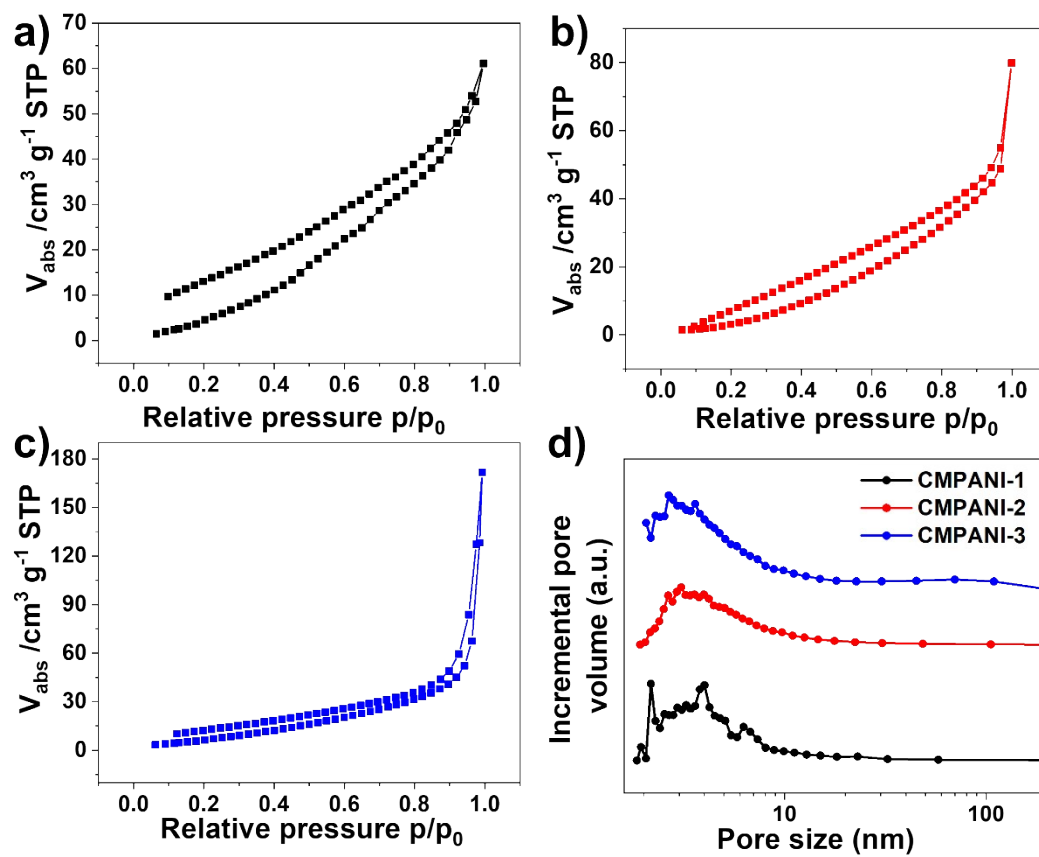 a)
70
60
50
40
30
20
10
0
V_abs /cm³ g⁻¹ STP
0.0 0.2 0.4 0.6 0.8 1.0
Relative pressure p/p₀
b)
80
60
40
20
0
V_abs /cm³ g⁻¹ STP
0.0 0.2 0.4 0.6 0.8 1.0
Relative pressure p/p₀
c)
180
150
120
90
60
30
0
V_abs /cm³ g⁻¹ STP
0.0 0.2 0.4 0.6 0.8 1.0
Relative pressure p/p₀
d)
CMPANI-1
CMPANI-2
CMPANI-3
Incremental pore
volume (a.u.)
10 100
Pore size (nm)